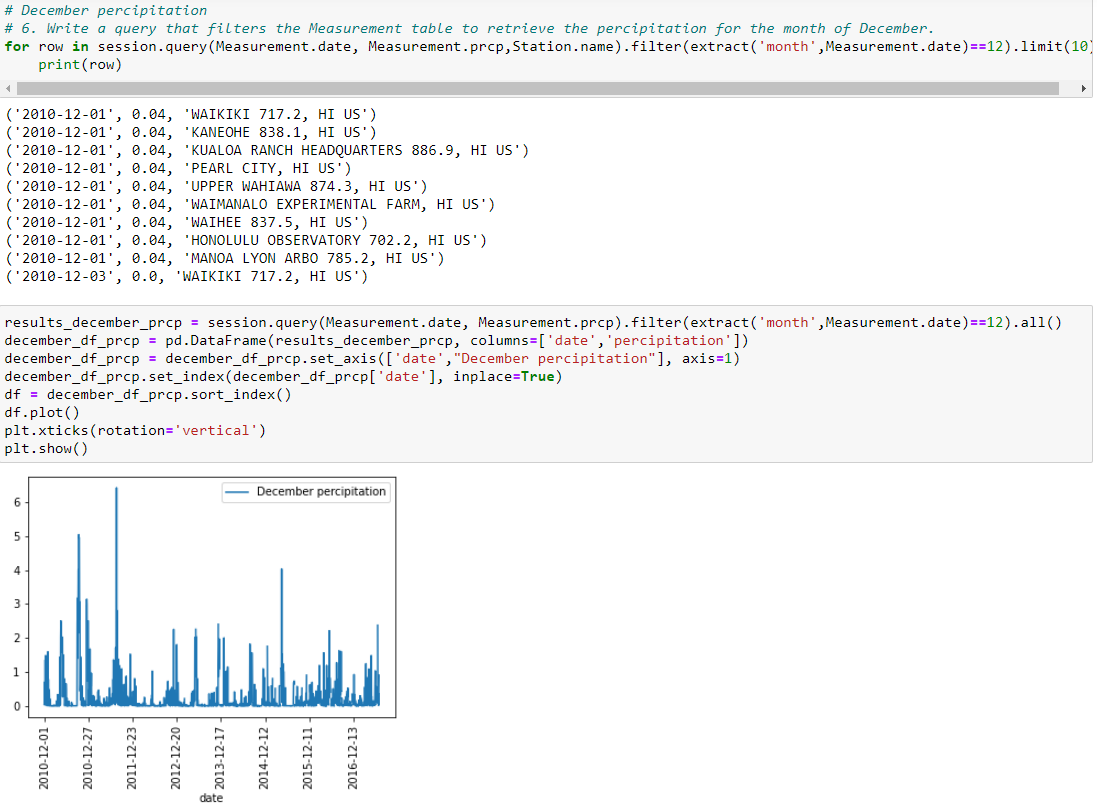 # December percipitation
# 6. Write a query that filters the Measurement table to retrieve the percipitation for the month of December.
for row in session.query(Measurement.date, Measurement.prcp,Station.name).filter(extract('month',Measurement.date)==12).limit(10)
    print(row)
('2010-12-01', 0.04, 'WAIKIKI 717.2, HI US')
('2010-12-01', 0.04, 'KANEOHE 838.1, HI US')
('2010-12-01', 0.04, 'KUALOA RANCH HEADQUARTERS 886.9, HI US')
('2010-12-01', 0.04, 'PEARL CITY, HI US')
('2010-12-01', 0.04, 'UPPER WAHIAWA 874.3, HI US')
('2010-12-01', 0.04, 'WAIMANALO EXPERIMENTAL FARM, HI US')
('2010-12-01', 0.04, 'WAIHEE 837.5, HI US')
('2010-12-01', 0.04, 'HONOLULU OBSERVATORY 702.2, HI US')
('2010-12-01', 0.04, 'MANOA LYON ARBO 785.2, HI US')
('2010-12-03', 0.0, 'WAIKIKI 717.2, HI US')
results_december_prcp = session.query(Measurement.date, Measurement.prcp).filter(extract('month',Measurement.date)==12).all()
december_df_prcp = pd.DataFrame(results_december_prcp, columns=['date','percipitation'])
december_df_prcp = december_df_prcp.set_axis(['date',"December percipitation"], axis=1)
december_df_prcp.set_index(december_df_prcp['date'], inplace=True)
df = december_df_prcp.sort_index()
df.plot()
plt.xticks(rotation='vertical')
plt.show()
December percipitation
6
5
4
3
2
1
0
2010-12-01
2010-12-27
2011-12-23
2012-12-20
2013-12-17
2014-12-12
2015-12-11
2016-12-13
date